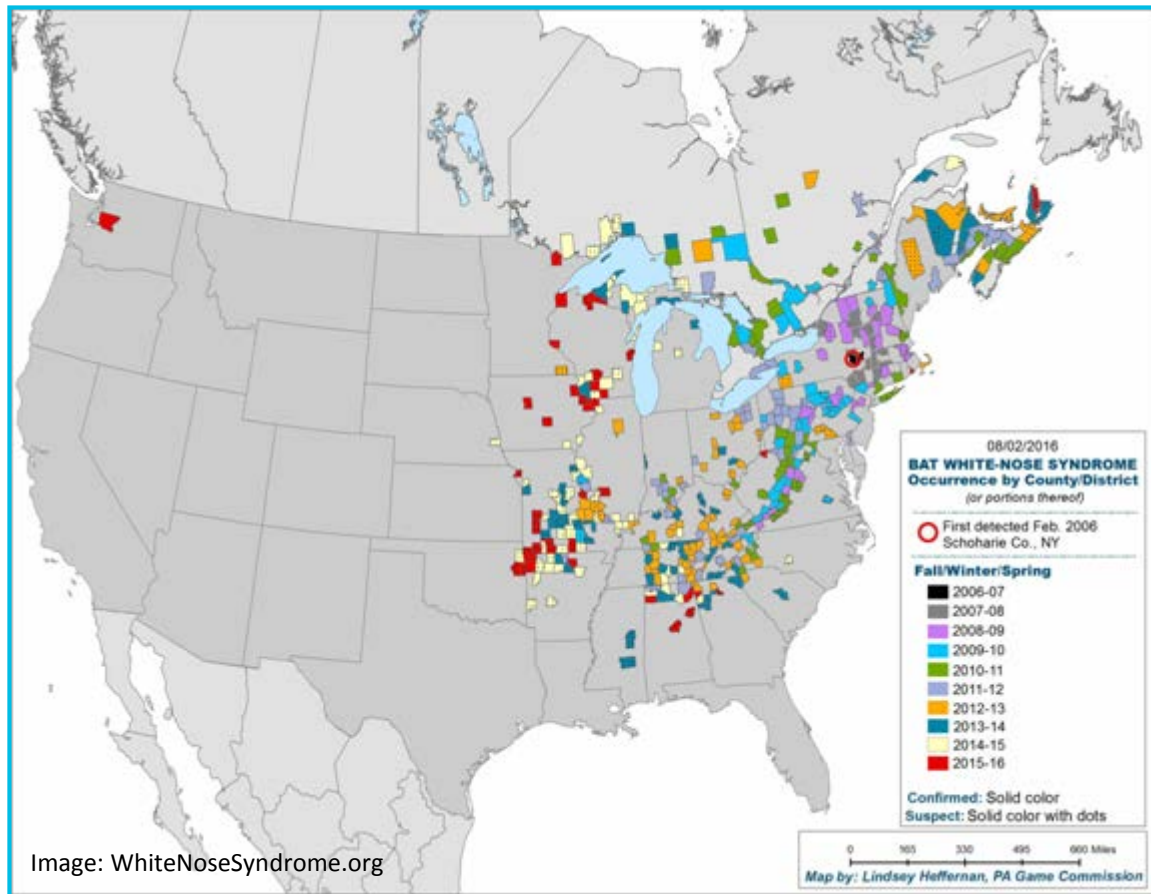 08/02/2016
BAT WHITE-NOSE SYNDROME
Occurrence by County/District
(or portions thereof)
First detected Feb. 2006
Schoharie Co., NY
Fall/Winter/Spring
2006-07
2007-08
2008-09
2009-10
2010-11
2011-12
2012-13
2013-14
2014-15
2015-16
Confirmed: Solid color
Suspect: Solid color with dots
0 165 330 495 660 Miles
Map by: Lindsey Heffernan, PA Game Commission
Image: WhiteNoseSyndrome.org